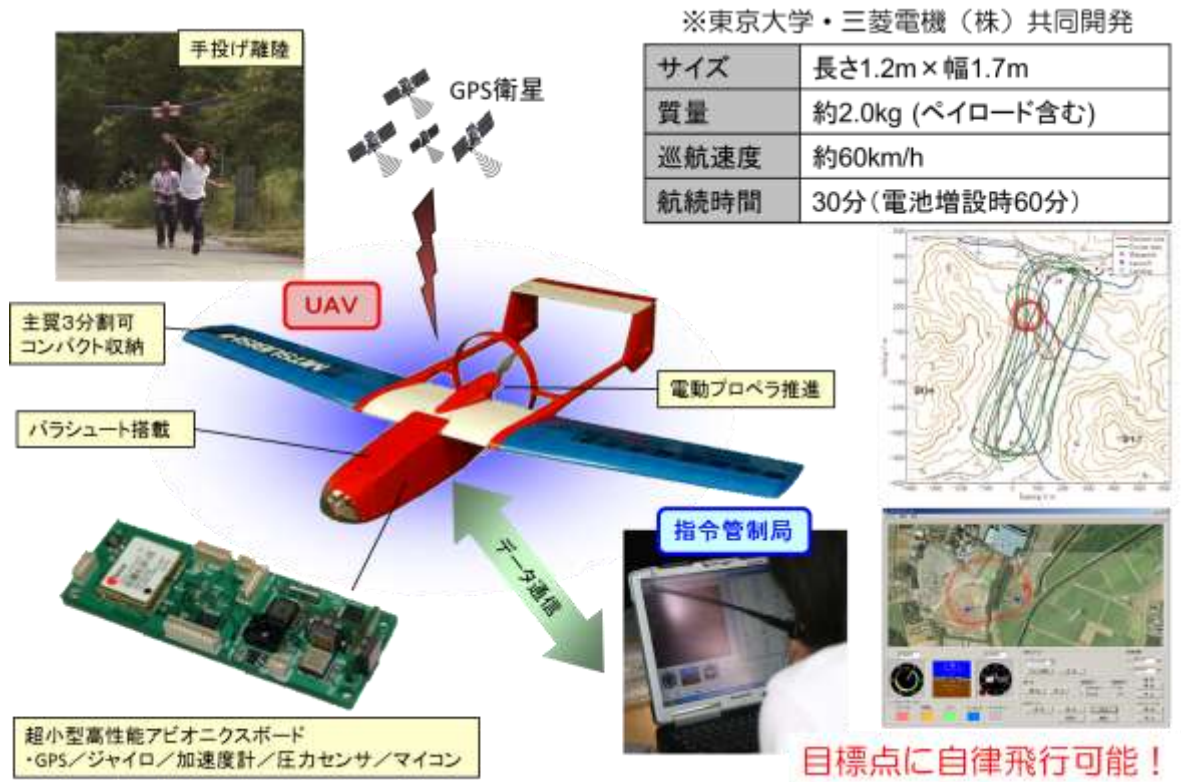 ※東京大学・三菱電機（株）共同開発
手投げ離陸
GPS衛星
サイズ 長さ1.2m×幅1.7m
質量 約2.0kg (ペイロード含む)
巡航速度 約60km/h
航続時間 30分（電池増設時60分）
UAV
主翼３分割可
コンパクト収納
電動プロペラ推進
パラシュート搭載
指令管制局
データ通信
超小型高性能アビオニクスボード
・GPS／ジャイロ／加速度計／圧力センサ／マイコン
目標点に自律飛行可能！